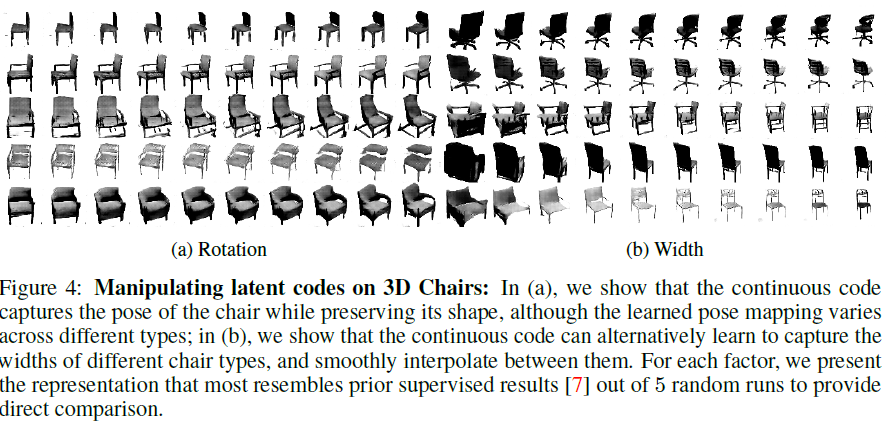 (a) Rotation
(b) Width
Figure 4: Manipulating latent codes on 3D Chairs: In (a), we show that the continuous code
captures the pose of the chair while preserving its shape, although the learned pose mapping varies
across different types; in (b), we show that the continuous code can alternatively learn to capture the
widths of different chair types, and smoothly interpolate between them. For each factor, we present
the representation that most resembles prior supervised results [7] out of 5 random runs to provide
direct comparison.